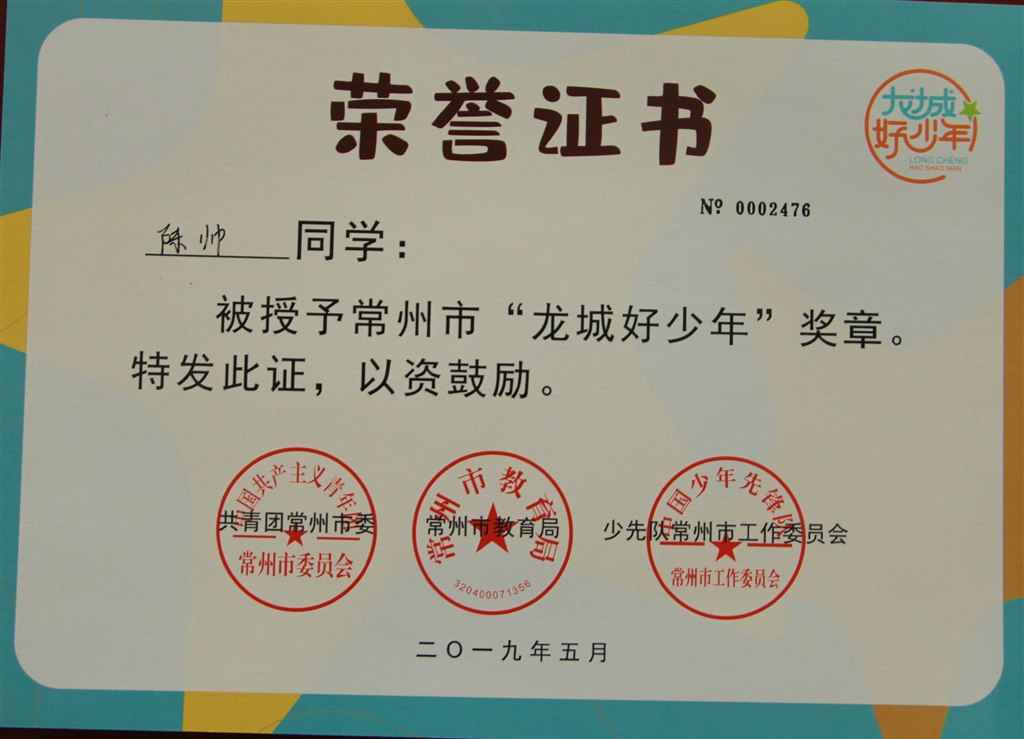 荣誉证书
龙城
好少年
LONG CHENG
HAO SHAO NIAN
№ 0002476
陈帅 同学：
被授予常州市“龙城好少年”奖章。
特发此证，以资鼓励。
中国共产主义青年团
共青团常州市委
常州市委员会
常州市教育局
常州市教育局
320400071356
中国少年先锋队
少先队常州市工作委员会
常州市工作委员会
二〇一九年五月